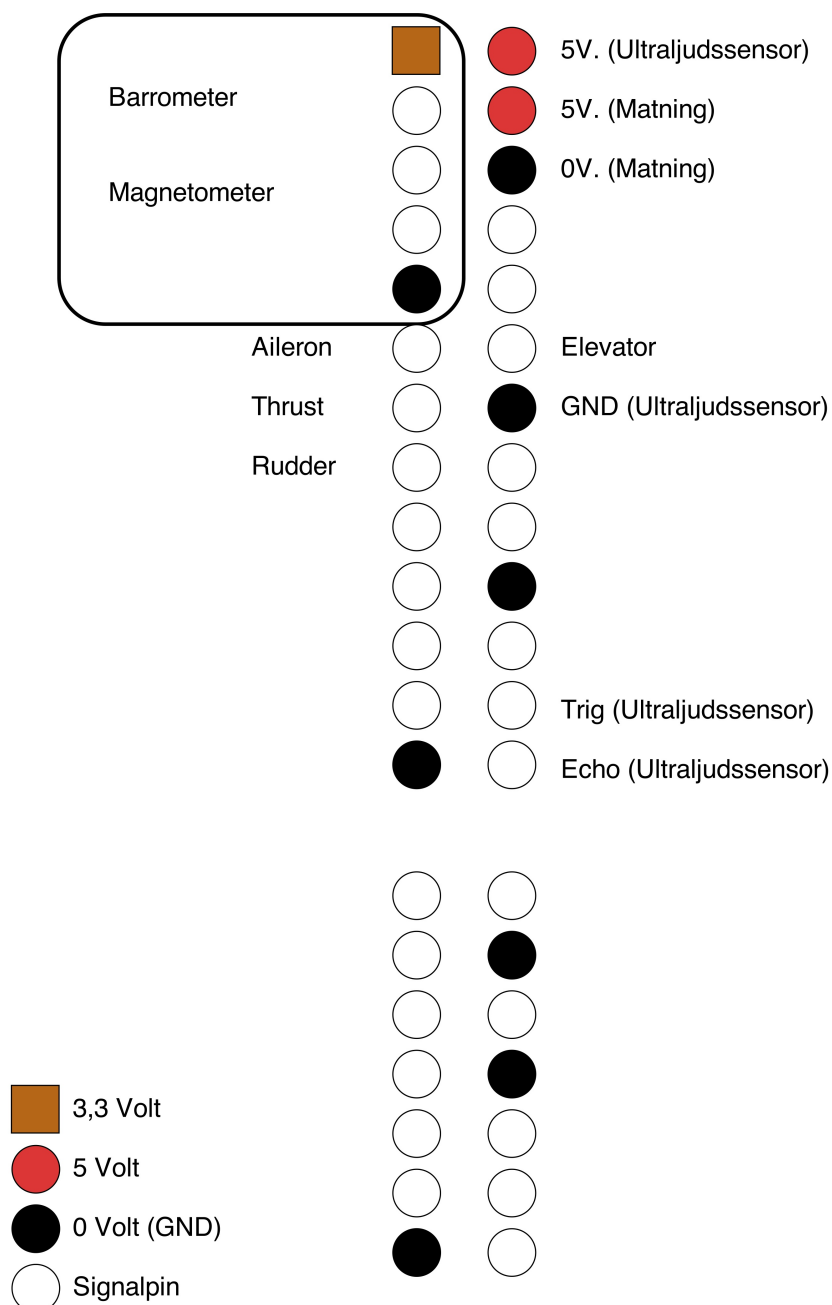 5V. (Ultraljudssensor)
Barrometer
5V. (Matning)
0V. (Matning)
Magnetometer
Aileron
Elevator
Thrust
GND (Ultraljudssensor)
Rudder
Trig (Ultraljudssensor)
Echo (Ultraljudssensor)
3,3 Volt
5 Volt
0 Volt (GND)
Signalpin